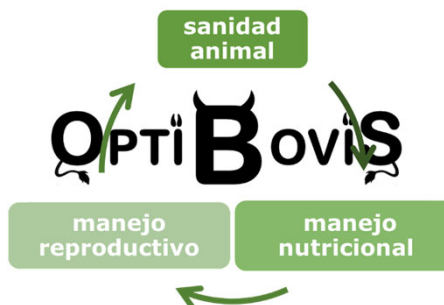 sanidad
animal
OPTiBOViS
manejo
reproductivo
manejo
nutricional